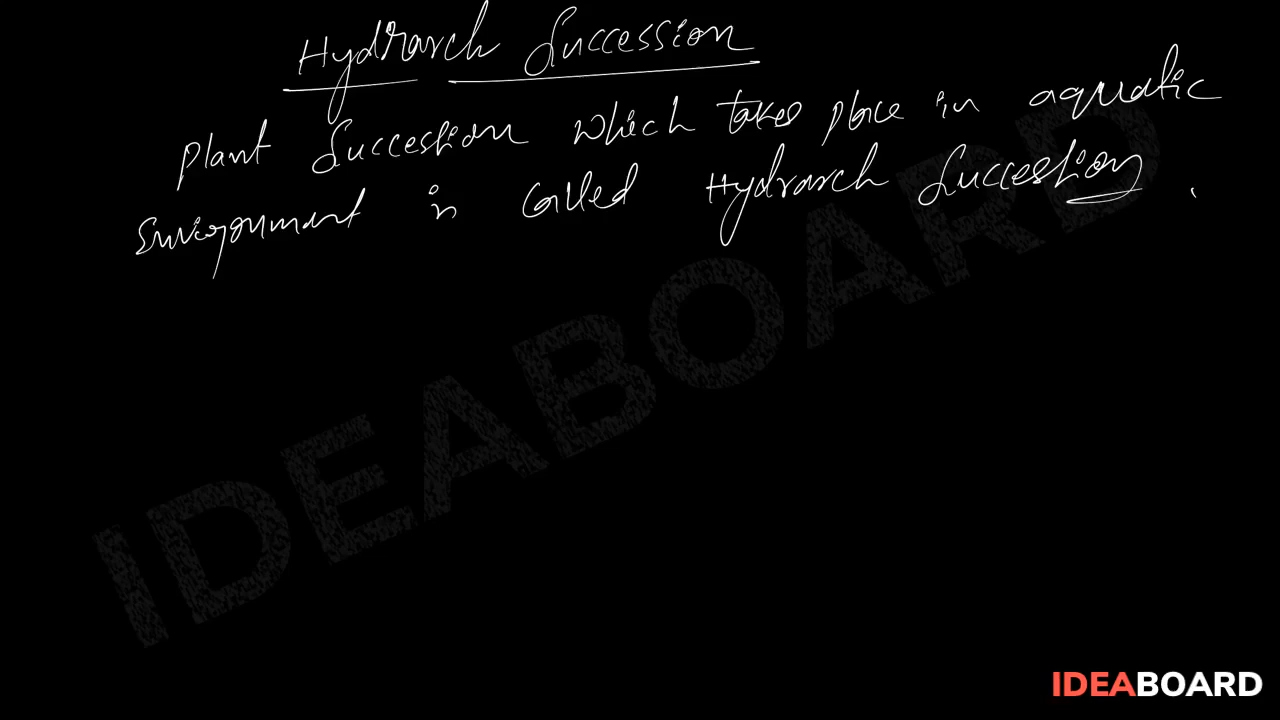 Hydrarch Succession
Plant Succession which takes place in aquatic
Environment is called Hydrarch Succession.
IDEABOARD
IDEABOARD